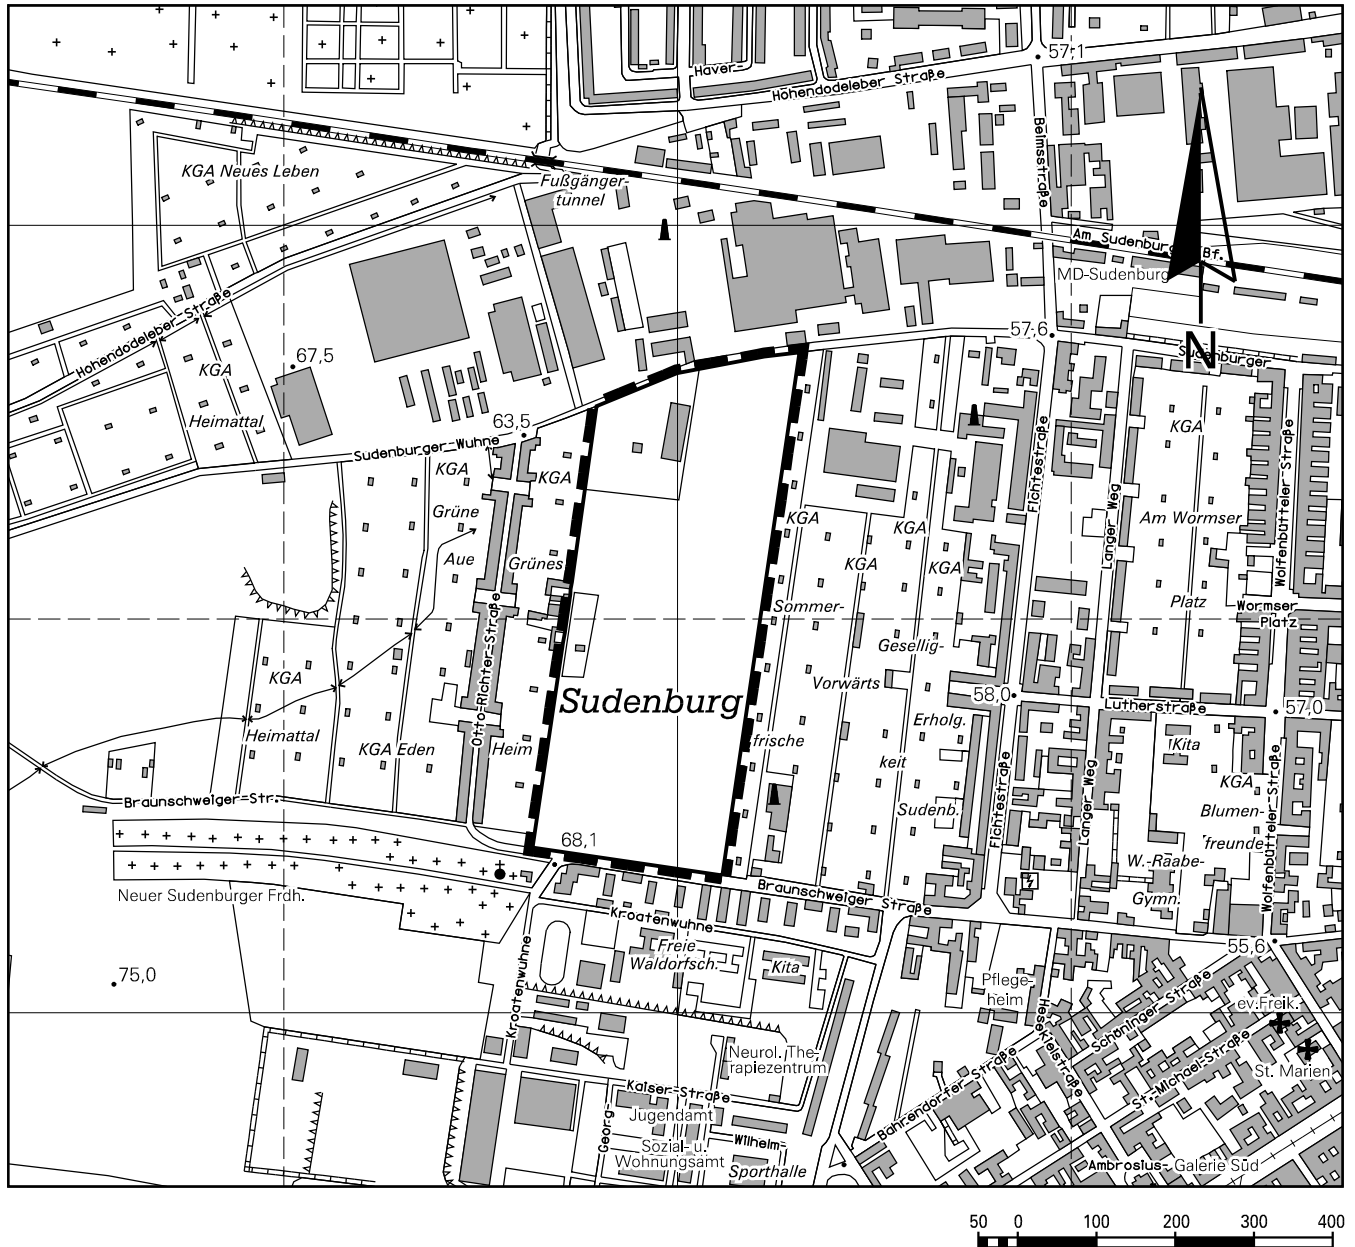 57,1
Haver-
Hohendodeleber Straße
Beimsstraße
KGA Neues Leben
Fußgänger-
tunnel
Am Sudenburger Bf.
MD-Sudenburg
Hohendodeleber-Straße
57,6
N
Sudenburger
67,5
KGA
Heimattal
63,5
Sudenburger-Wuhne
KGA
Grüne
Aue
KGA
Grünes
Heim
KGA
Sommer-
frische
KGA
Vorwärts
KGA
Gesellig-
keit
KGA
Erholg.
Sudenb.
Fichtestraße
Langer Weg
KGA
Am Wormser
Platz
Wolfenbütteler-Straße
Wormser
Platz
Otto-Richter-Straße
Sudenburg
KGA
Heimattal
KGA Eden
58,0
Lutherstraße
57,0
Kita
KGA
Blumen-
freunde
Fichtestraße
Langer-Weg
Wolfenbütteler-Straße
W.-Raabe-
Gymn.
Braunschweiger-Str.
68,1
Neuer Sudenburger Frdh.
Braunschweiger Straße
Kroatenwuhne
Kroatenwuhne
Freie
Waldorfsch.
Kita
55,6
75,0
Pflege-
heim
Hesekielstraße
Schöninger-Straße
ev.Freik.
St.-Michael-Straße
St. Marien
Neurol. The-
rapiezentrum
Bahrendorfer Straße
Kaiser-Straße
Georg-
Jugendamt
Sozial- u.
Wohnungsamt
Wilhelm-
Sporthalle
Ambrosius-
Galerie Süd
50 0 100 200 300 400